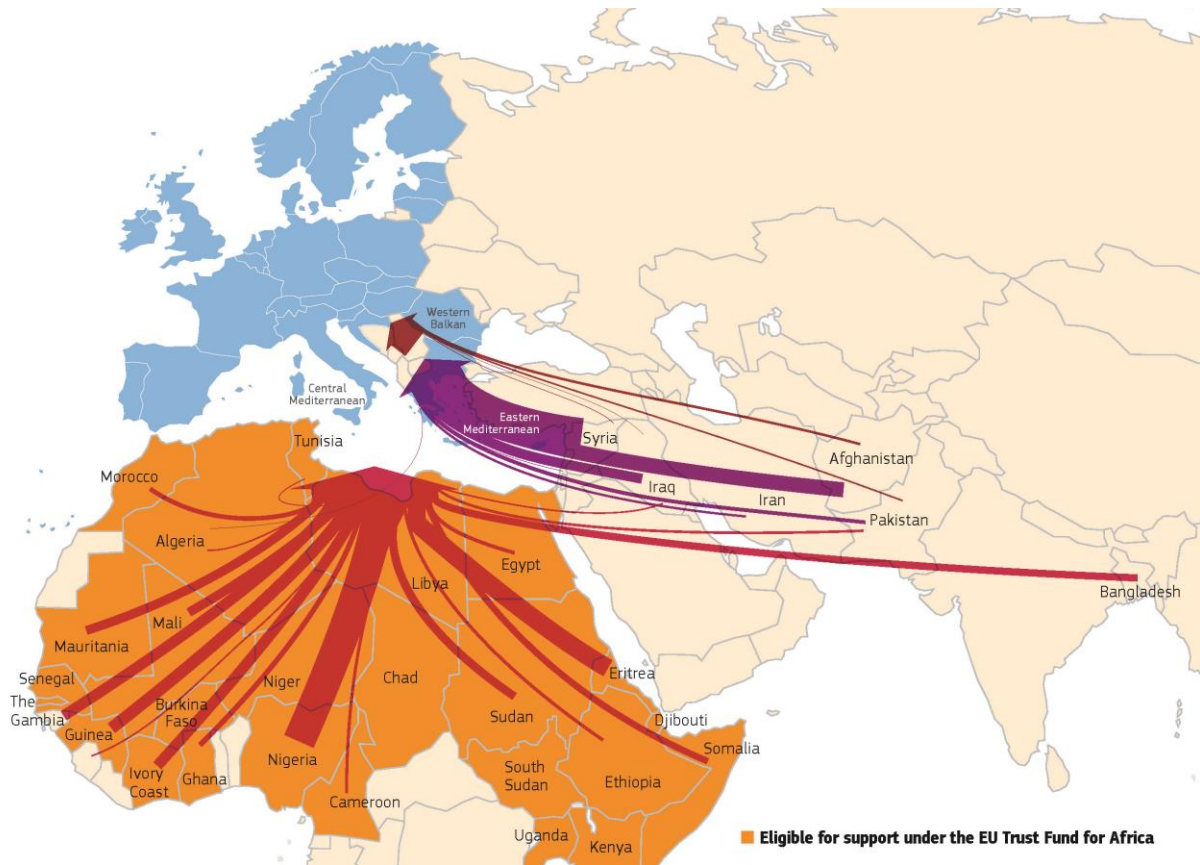 Western
Balkan
Central
Mediterranean
Eastern
Mediterranean
Tunisia
Syria
Morocco
Afghanistan
Iraq
Iran
Pakistan
Algeria
Egypt
Libya
Bangladesh
Mali
Mauritania
Eritrea
Senegal
Niger
Chad
The
Gambia
Burkina
Faso
Sudan
Djibouti
Guinea
Somalia
Nigeria
Ivory
Coast
Ghana
South
Sudan
Ethiopia
Cameroon
Uganda
Kenya
Eligible for support under the EU Trust Fund for Africa